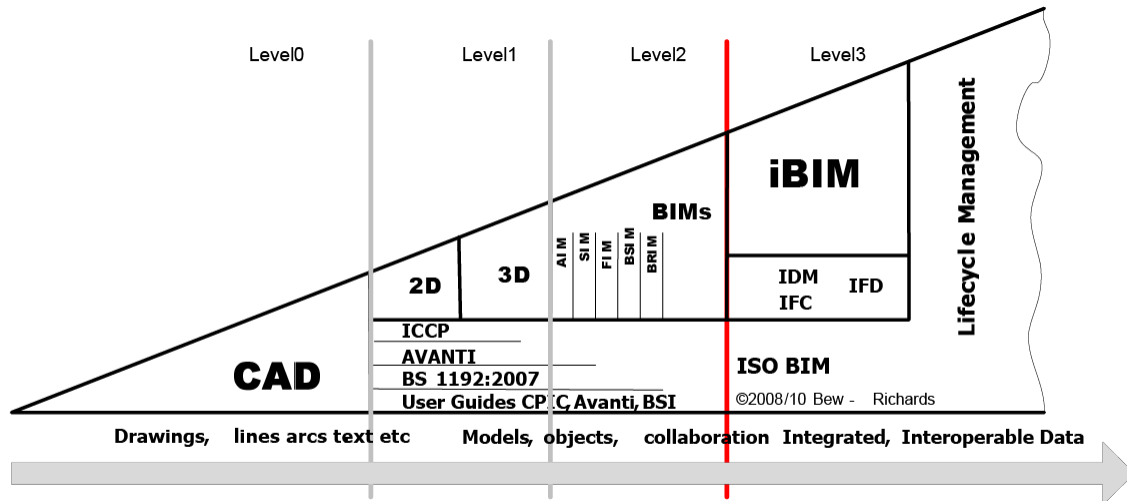 Level0 Level1 Level2 Level3
iBIM
BIMs
Lifecycle Management
AIM
SIM
FIM
BSIM
BRIM
2D 3D
IDM IFD
IFC
ICCP
AVANTI
CAD
ISO BIM
BS 1192:2007
User Guides CPIC, Avanti, BSI
©2008/10 Bew - Richards
Drawings, lines arcs text etc Models, objects, collaboration Integrated, Interoperable Data